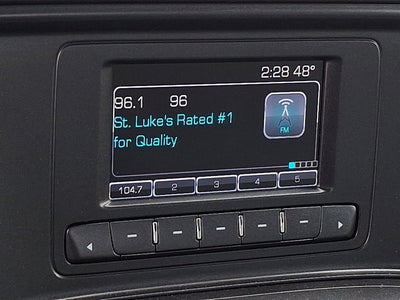 2:28 48°
96.1 96
St. Luke's Rated #1
for Quality
FM
104.7 2 3 4 5